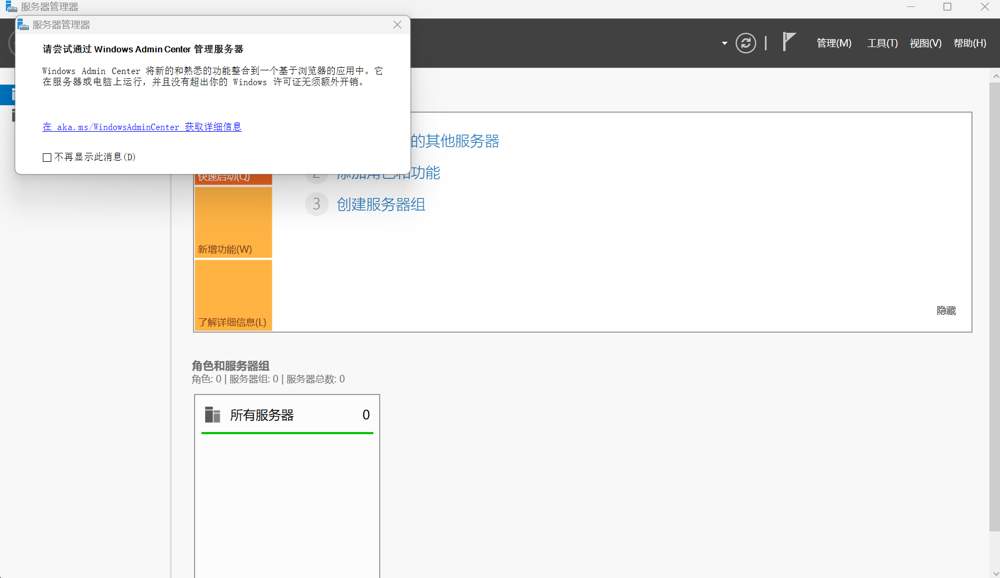 服务器管理器
服务器管理器
请尝试通过 Windows Admin Center 管理服务器
Windows Admin Center 将新的和熟悉的功能整合到一个基于浏览器的应用中。它
在服务器或电脑上运行，并且没有超出你的 Windows 许可证无须额外开销。
在 aka.ms/WindowsAdminCenter 获取详细信息
不再显示此消息(D)
管理(M) 工具(T) 视图(V) 帮助(H)
的其他服务器
快速启动(Q)
2 添加角色和功能
3 创建服务器组
新增功能(W)
了解详细信息(L)
隐藏
角色和服务器组
角色: 0 | 服务器组: 0 | 服务器总数: 0
所有服务器 0